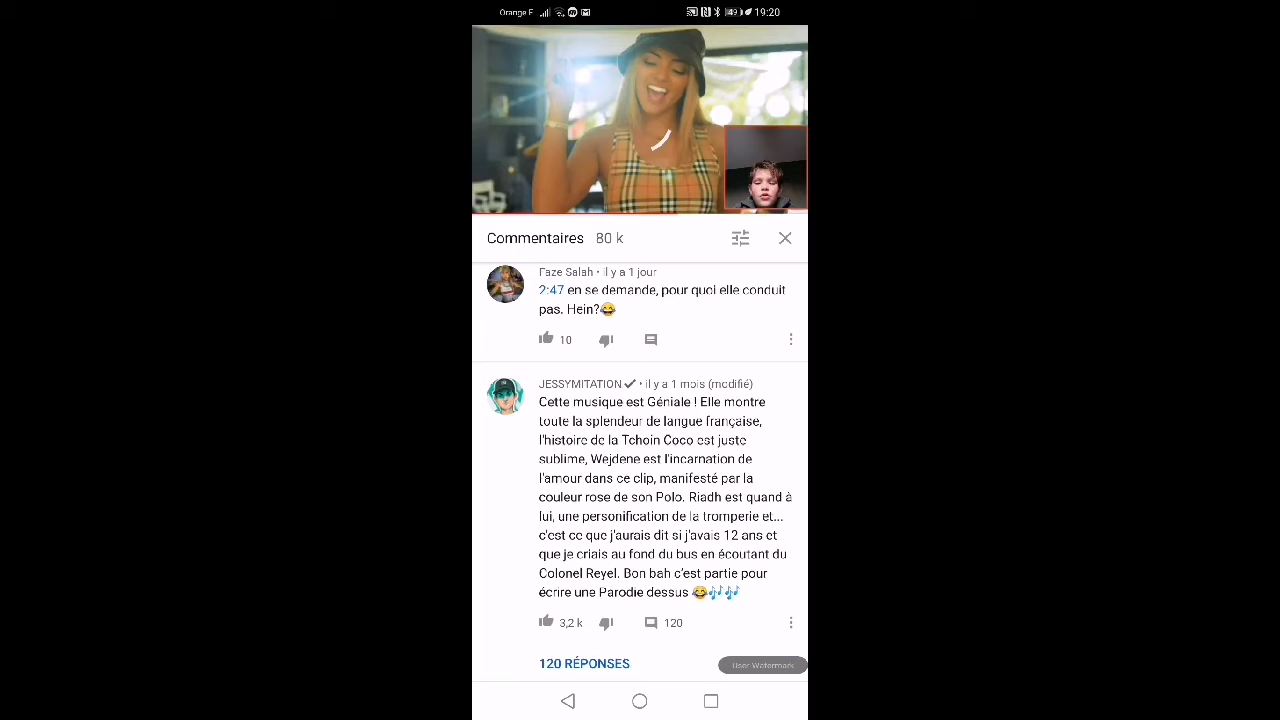 Orange F 49 19:20
Commentaires 80 k
Faze Salah • il y a 1 jour
2:47 en se demande, pour quoi elle conduit
pas. Hein?😂
10
JESSYMITATION ✔ • il y a 1 mois (modifié)
Cette musique est Géniale ! Elle montre
toute la splendeur de langue française,
l'histoire de la Tchoin Coco est juste
sublime, Wejdene est l'incarnation de
l'amour dans ce clip, manifesté par la
couleur rose de son Polo. Riadh est quand à
lui, une personification de la tromperie et...
c'est ce que j'aurais dit si j'avais 12 ans et
que je criais au fond du bus en écoutant du
Colonel Reyel. Bon bah c’est partie pour
écrire une Parodie dessus 😂🎶🎶
3,2 k 120
120 RÉPONSES
User Watermark